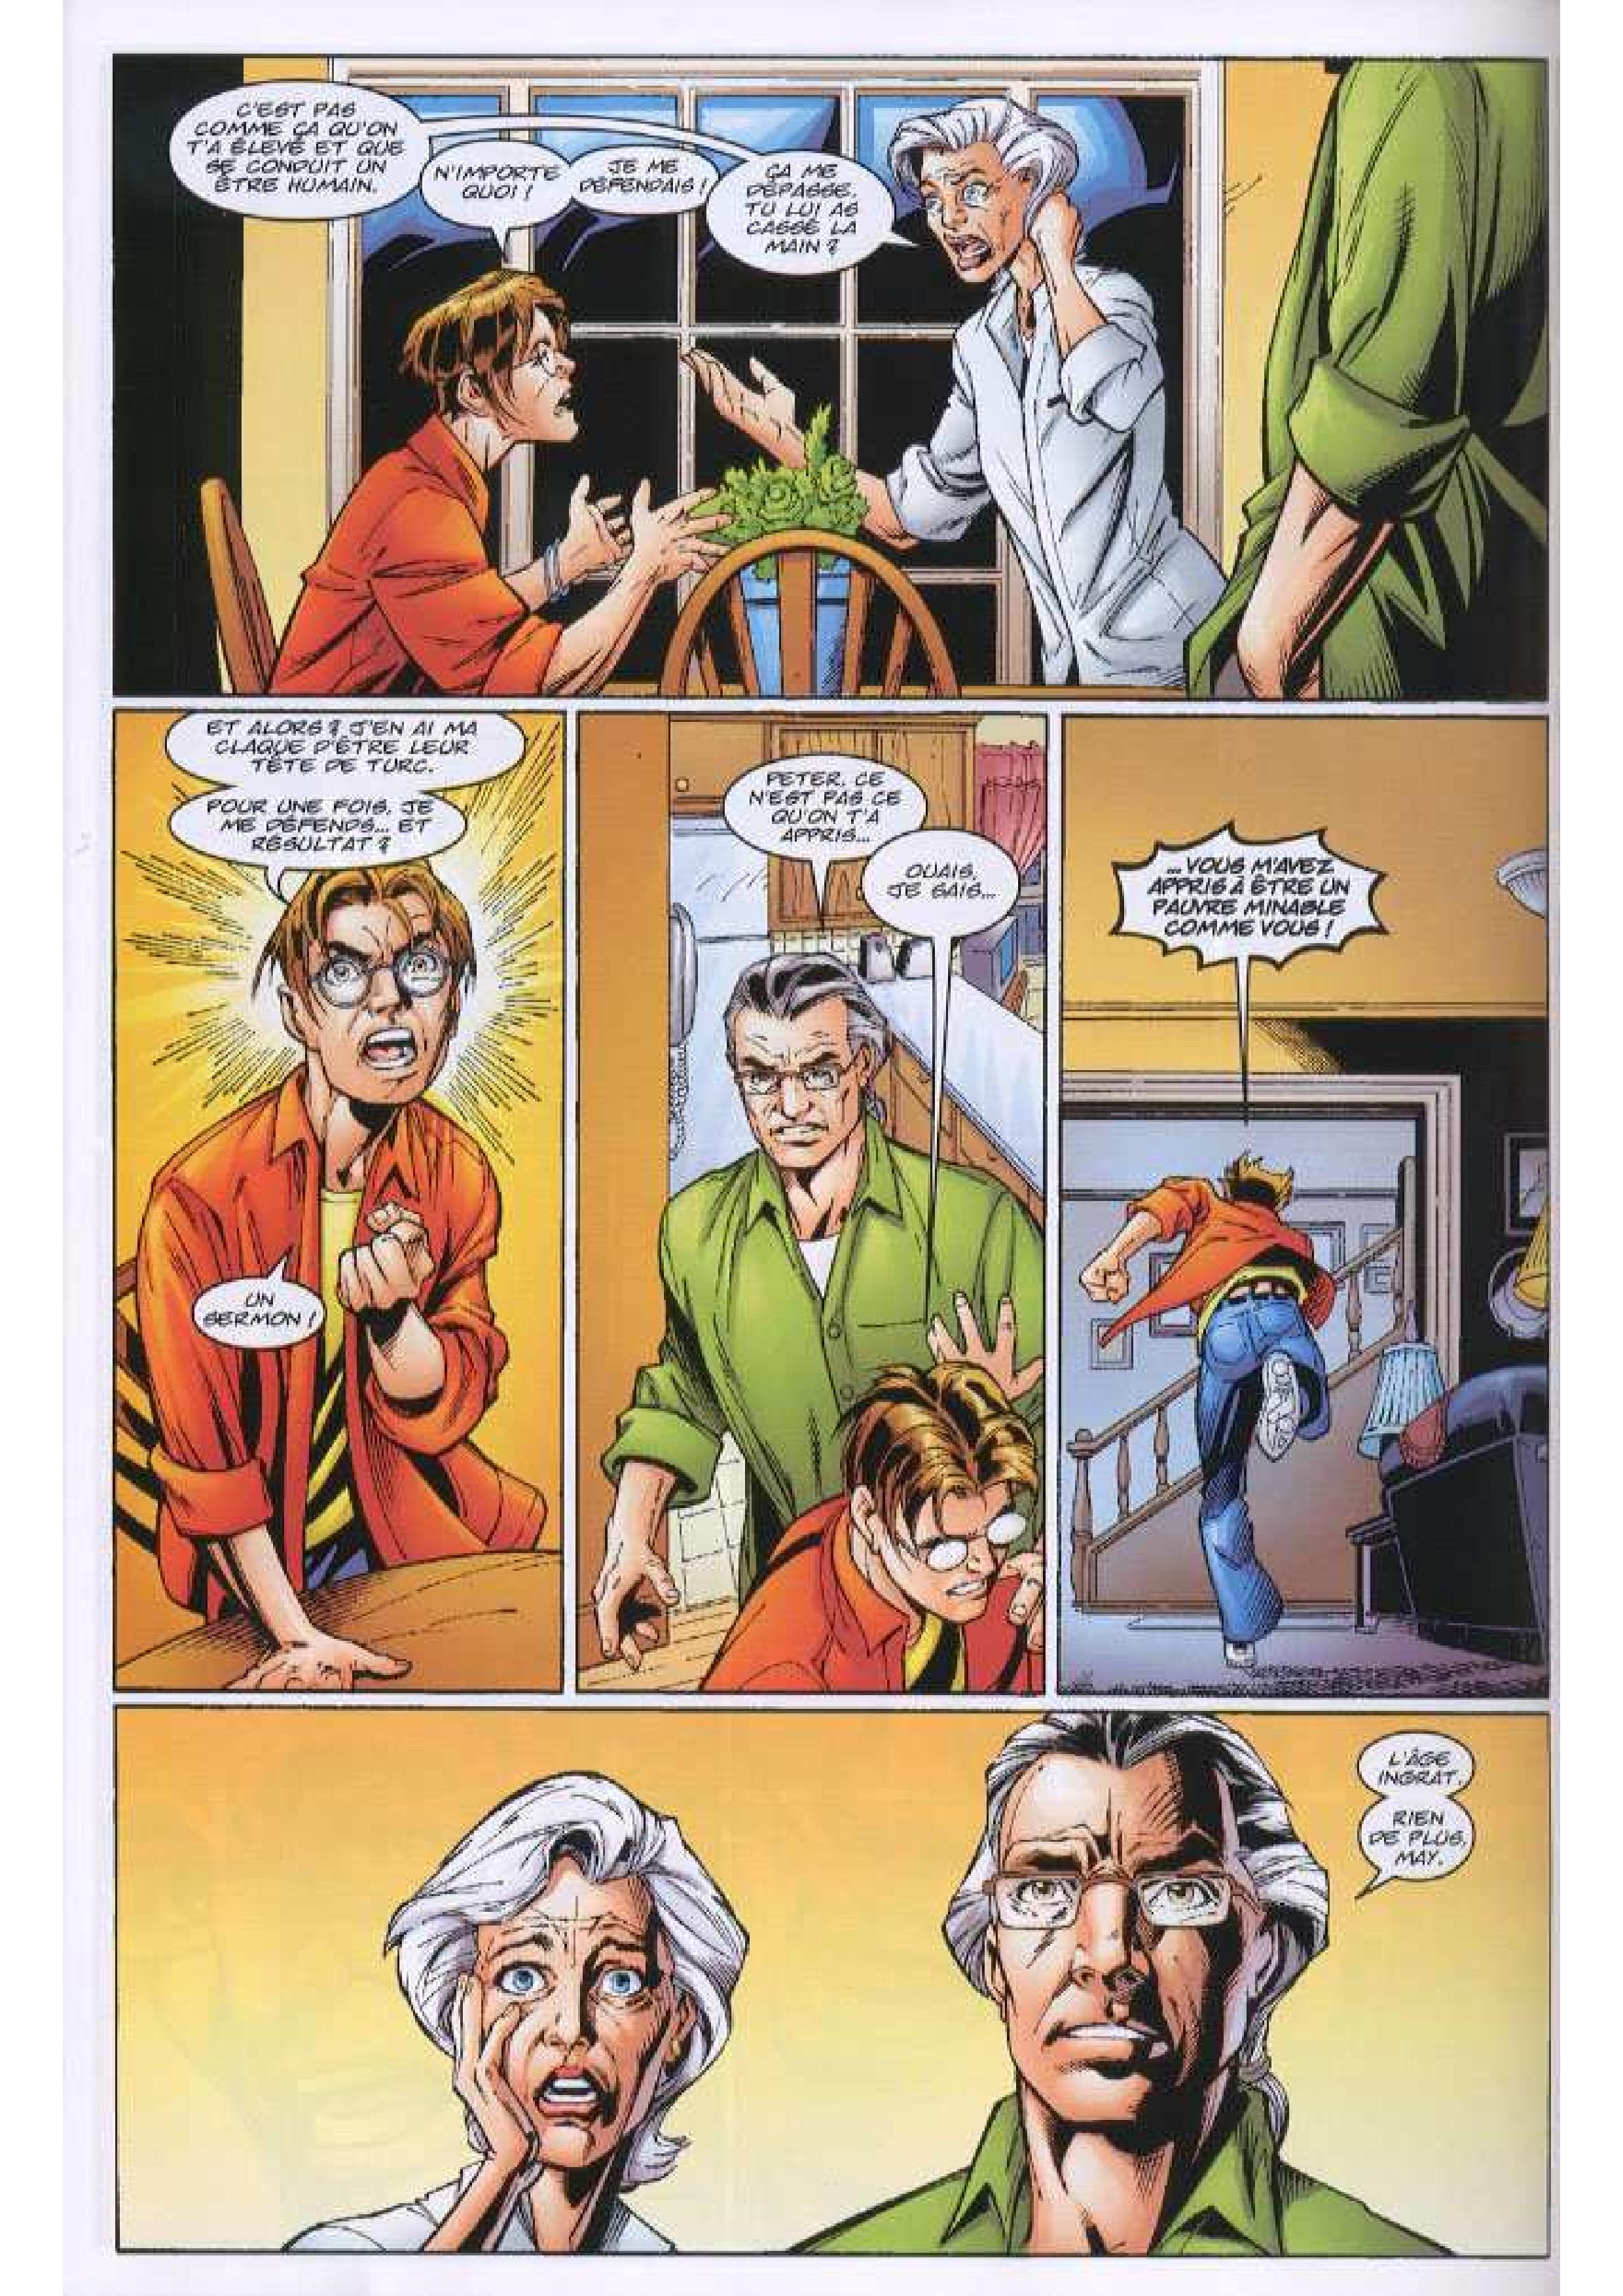 C'EST PAS
COMME ÇA QU'ON
T'A ÉLEVÉ ET QUE
SE CONDUIT UN
ÊTRE HUMAIN.
N'IMPORTE
QUOI !
JE ME
DÉFENDAIS !
ÇA ME
DÉPASSE.
TU LUI AS
CASSÉ LA
MAIN ?
ET ALORS ? J'EN AI MA
CLAQUE D'ÊTRE LEUR
TÊTE DE TURC.
POUR UNE FOIS, JE
ME DÉFENDS... ET
RÉSULTAT ?
UN
SERMON !
PETER, CE
N'EST PAS CE
QU'ON T'A
APPRIS...
OUAIS,
JE SAIS...
... VOUS M'AVEZ
APPRIS À ÊTRE UN
PAUVRE MINABLE
COMME VOUS !
L'ÂGE
INGRAT.
RIEN
DE PLUS,
MAY.